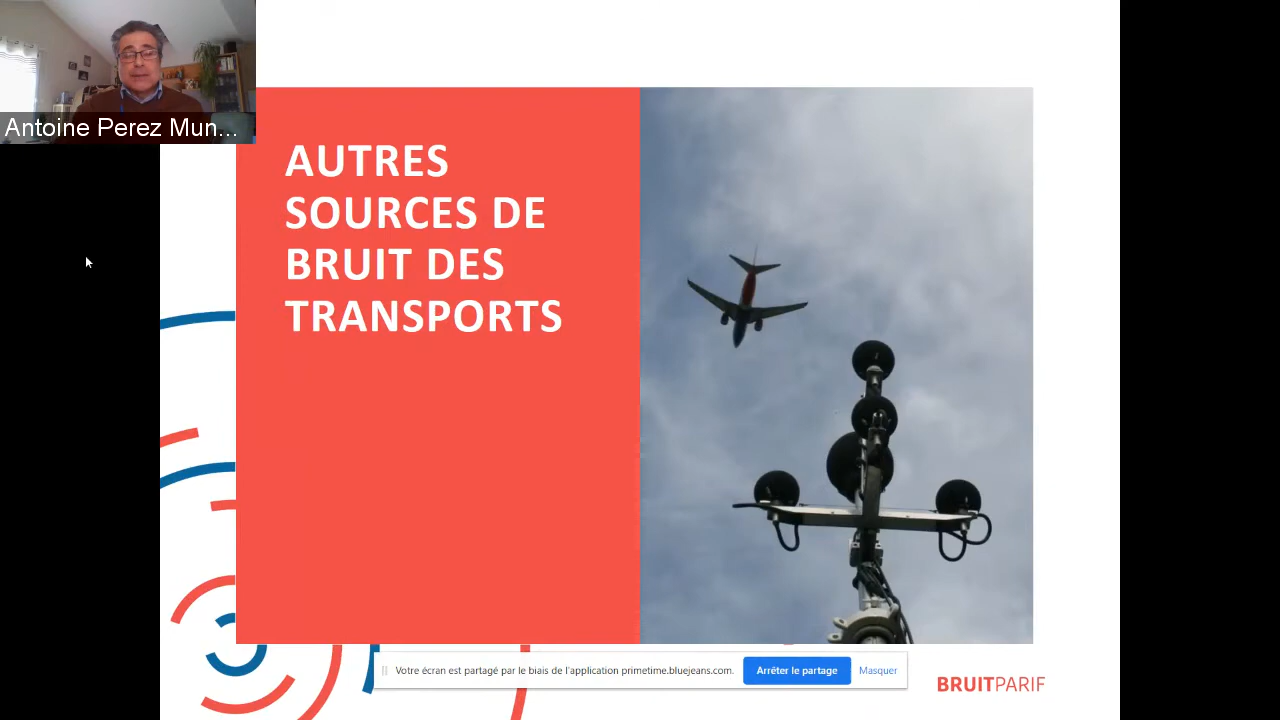 Antoine Perez Mun...
AUTRES
SOURCES DE
BRUIT DES
TRANSPORTS
Votre écran est partagé par le biais de l'application primetime.bluejeans.com.
Arrêter le partage
Masquer
BRUITPARIF